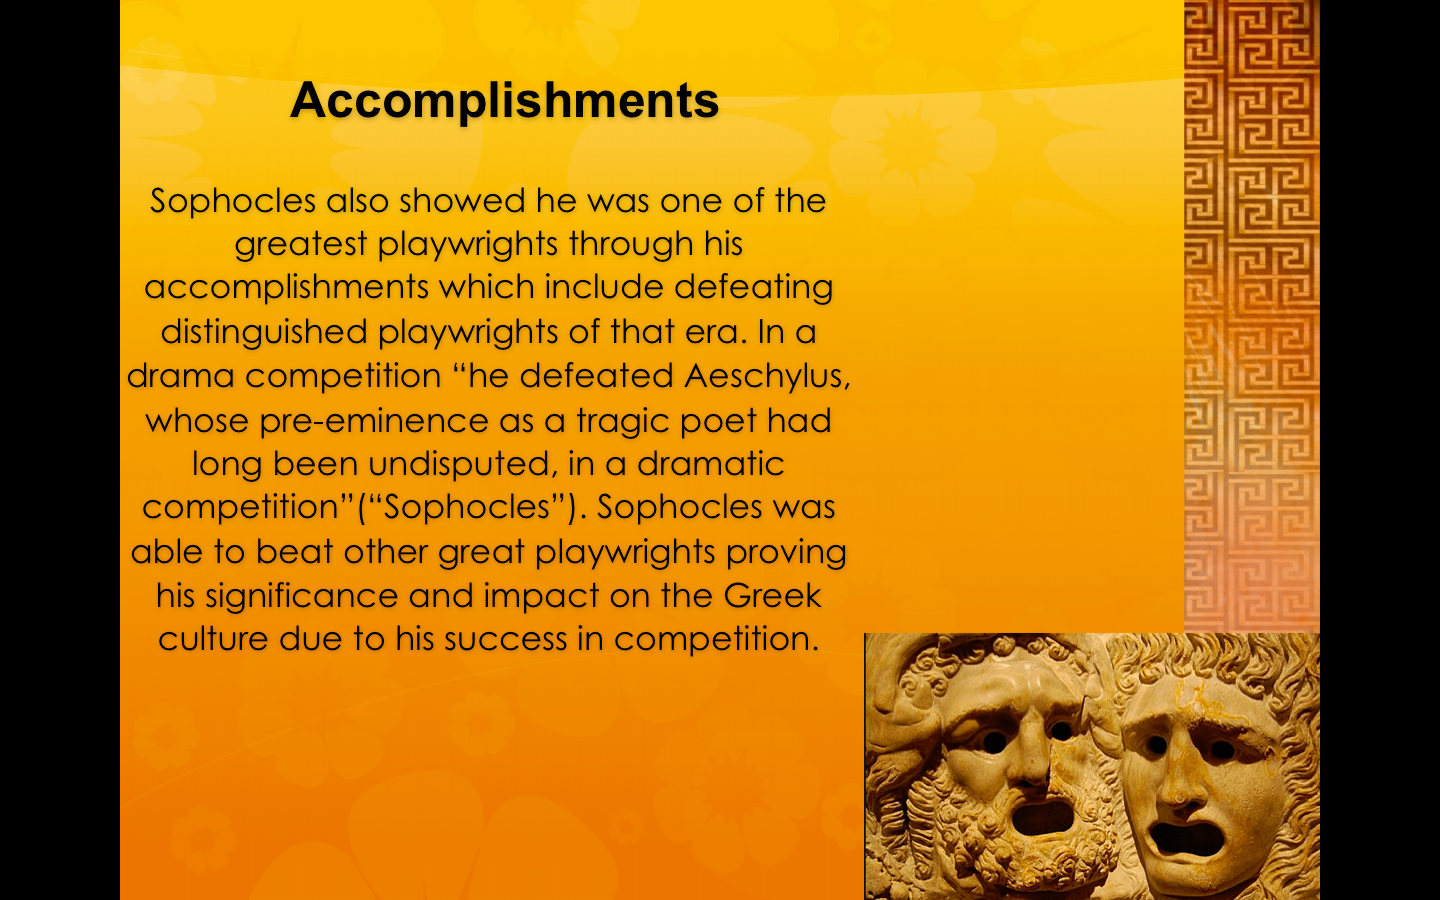 Accomplishments
Sophocles also showed he was one of the
greatest playwrights through his
accomplishments which include defeating
distinguished playwrights of that era. In a
drama competition “he defeated Aeschylus,
whose pre-eminence as a tragic poet had
long been undisputed, in a dramatic
competition”(“Sophocles”). Sophocles was
able to beat other great playwrights proving
his significance and impact on the Greek
culture due to his success in competition.